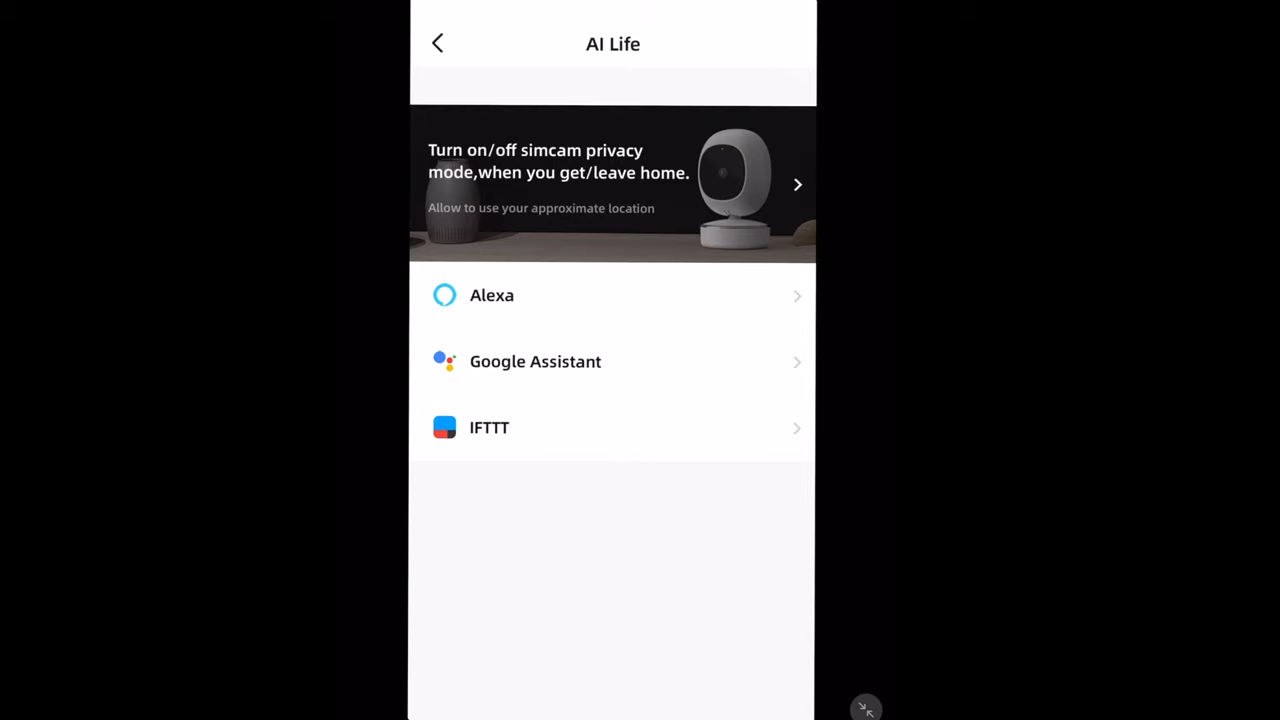 AI Life
Turn on/off simcam privacy
mode,when you get/leave home.
Allow to use your approximate location
Alexa
Google Assistant
IFTTT